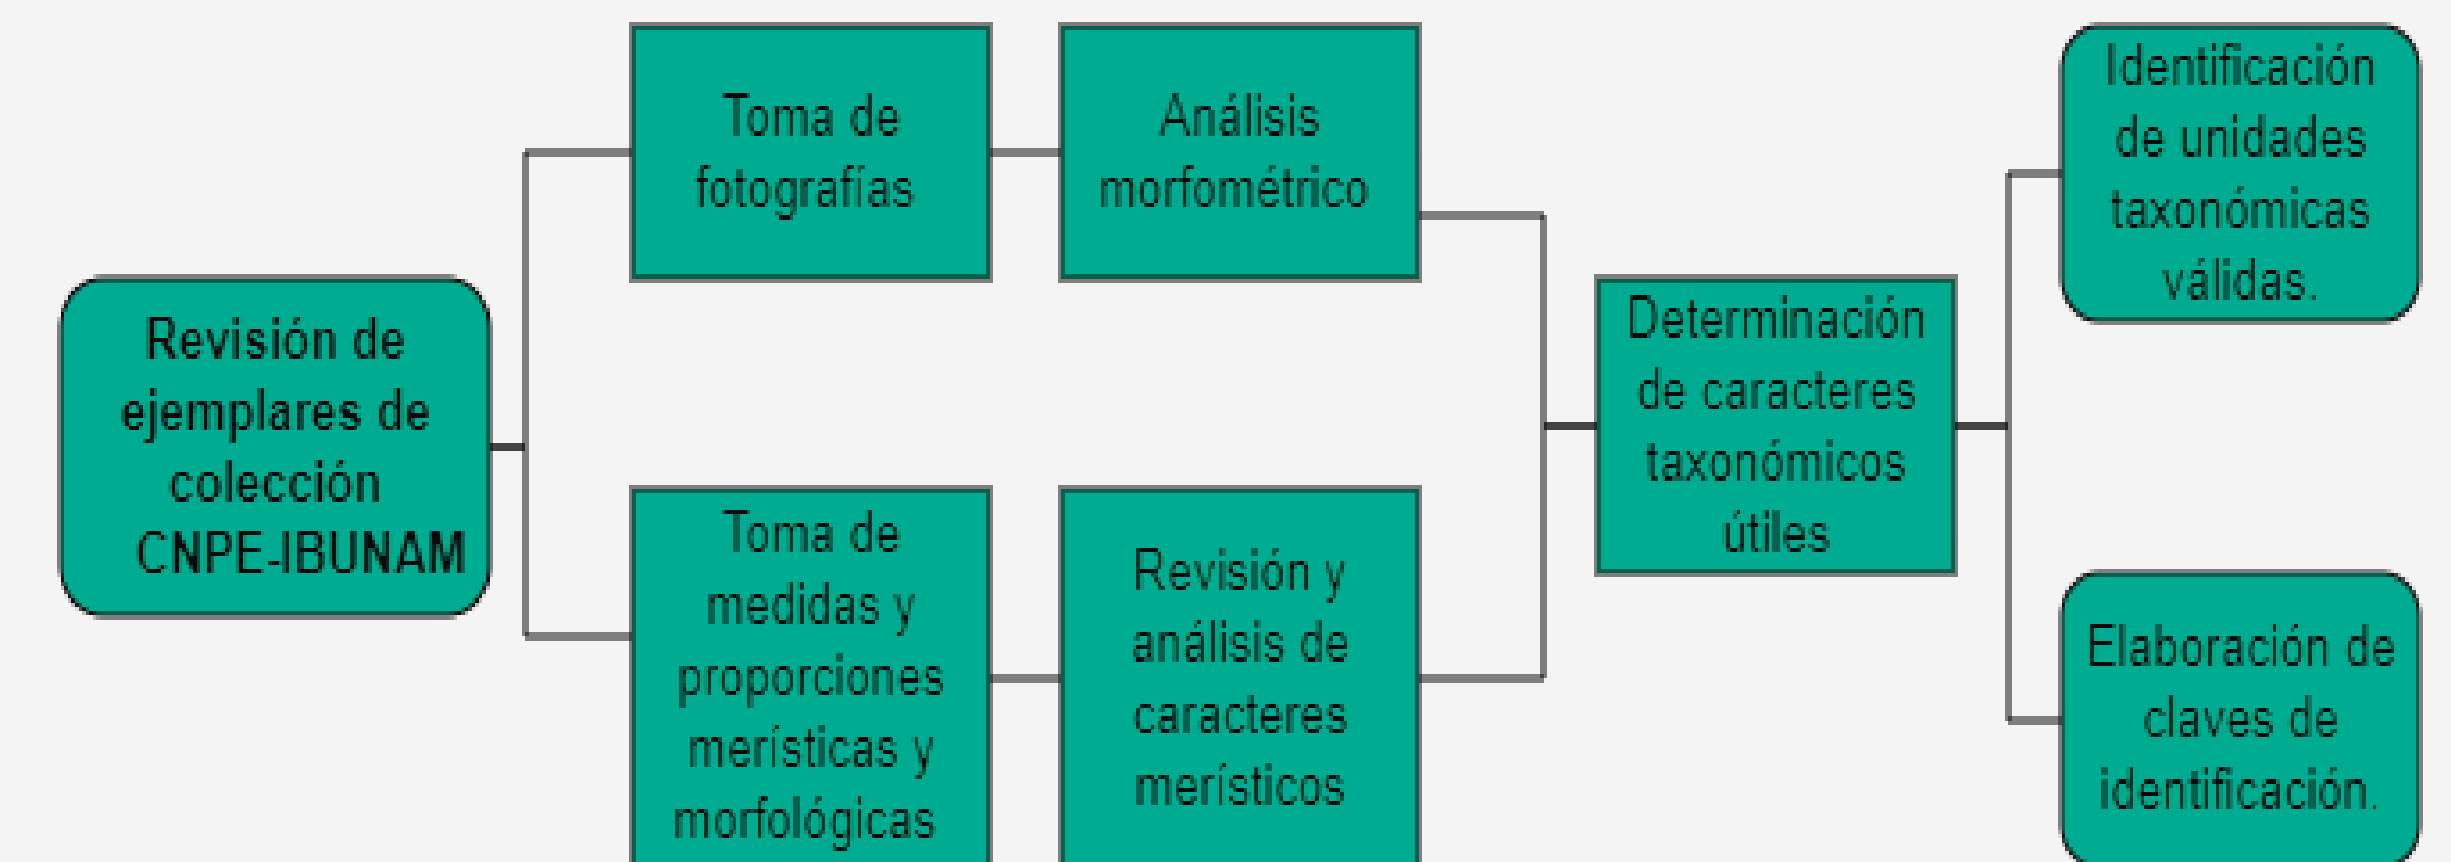 Revisión de
ejemplares de
colección
CNPE-IBUNAM
Toma de
fotografías
Análisis
morfométrico
Toma de
medidas y
proporciones
merísticas y
morfológicas
Revisión y
análisis de
caracteres
merísticos
Determinación
de caracteres
taxonómicos
útiles
Identificación
de unidades
taxonómicas
válidas.
Elaboración de
claves de
identificación.